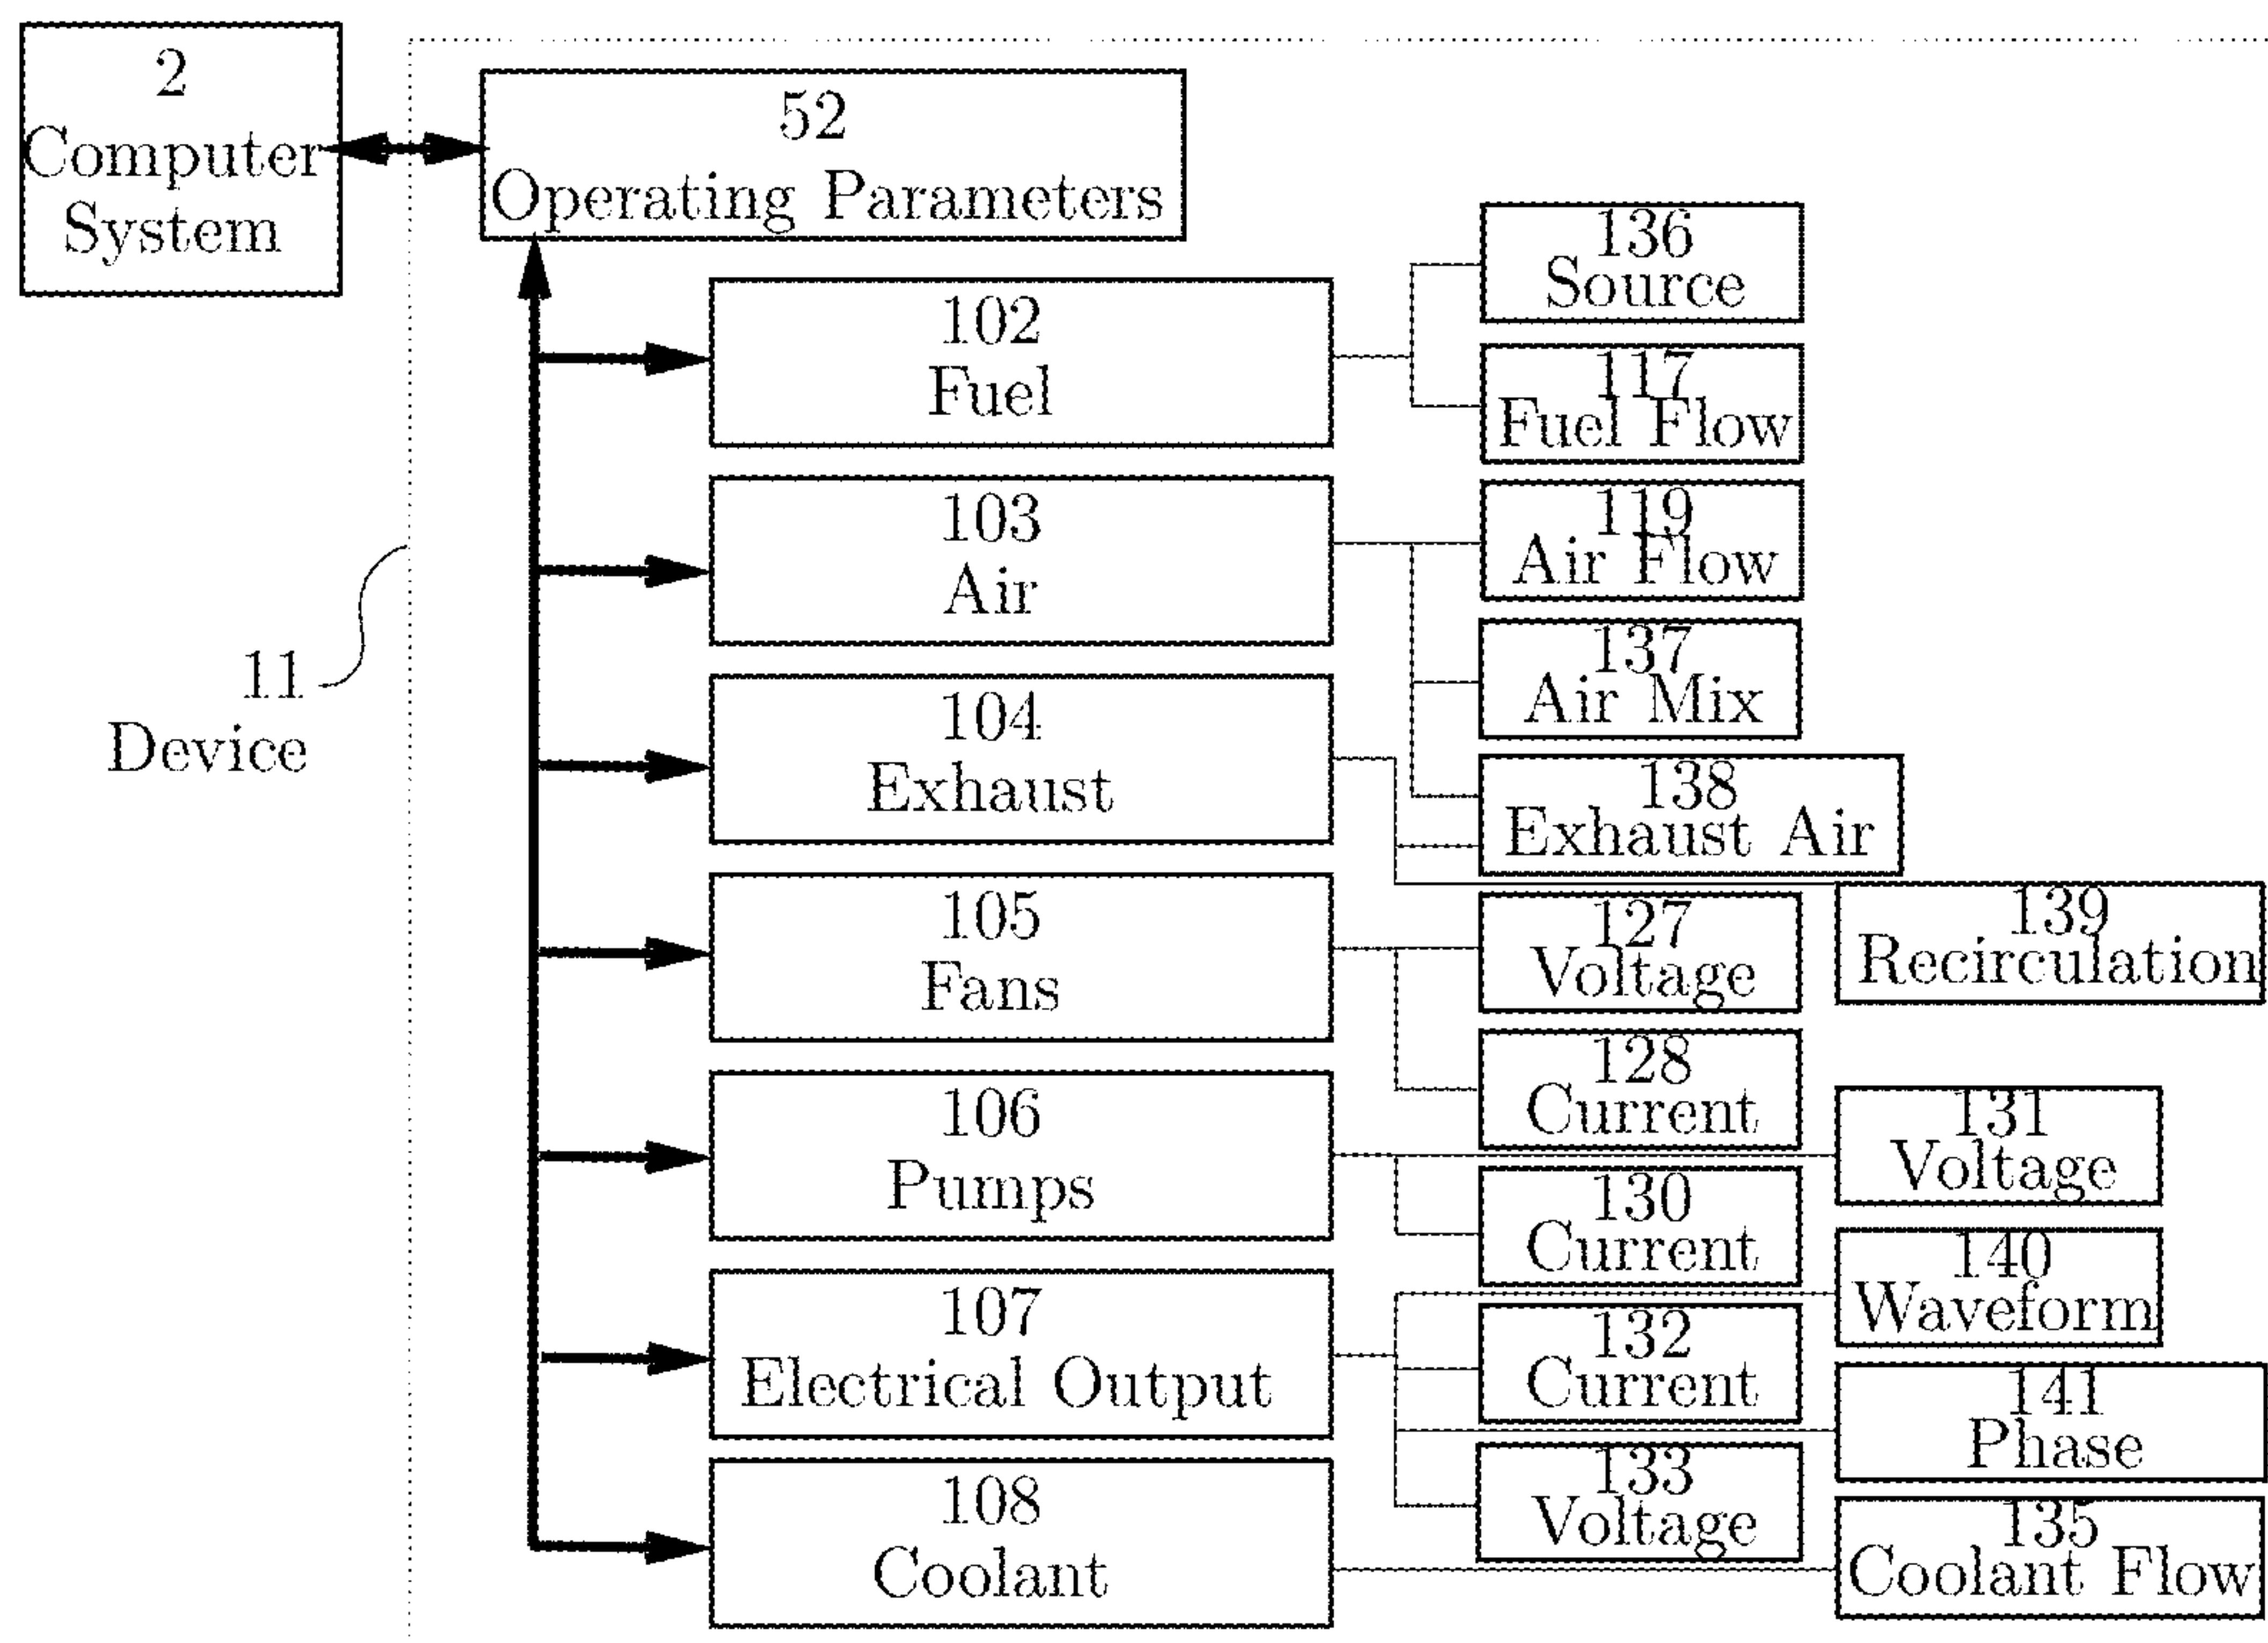 2
Computer
System
52
Operating Parameters
11
Device
102
Fuel
136
Source
117
Fuel Flow
103
Air
119
Air Flow
137
Air Mix
104
Exhaust
138
Exhaust Air
139
Recirculation
105
Fans
127
Voltage
128
Current
106
Pumps
131
Voltage
130
Current
107
Electrical Output
140
Waveform
132
Current
141
Phase
133
Voltage
108
Coolant
135
Coolant Flow